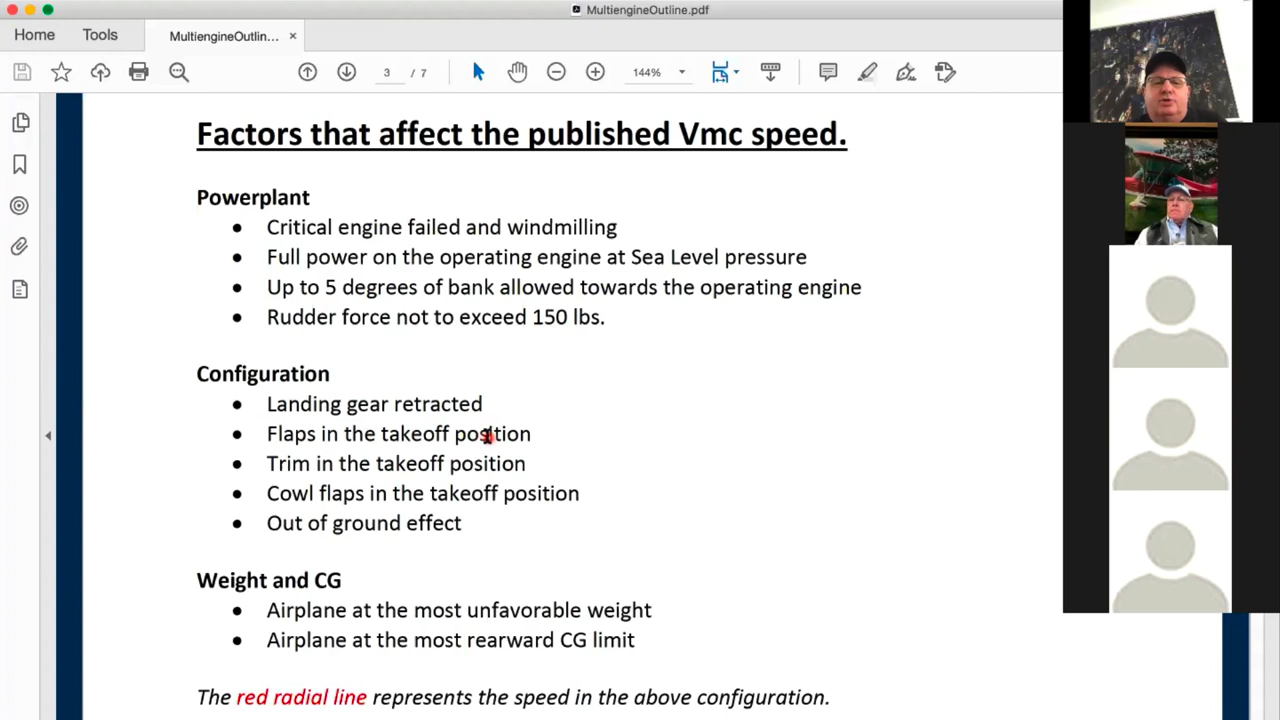 MultiengineOutline.pdf
Home Tools MultiengineOutlin... ×
3 / 7 144%
Factors that affect the published Vmc speed.
Powerplant
• Critical engine failed and windmilling
• Full power on the operating engine at Sea Level pressure
• Up to 5 degrees of bank allowed towards the operating engine
• Rudder force not to exceed 150 lbs.
Configuration
• Landing gear retracted
• Flaps in the takeoff position
• Trim in the takeoff position
• Cowl flaps in the takeoff position
• Out of ground effect
Weight and CG
• Airplane at the most unfavorable weight
• Airplane at the most rearward CG limit
The red radial line represents the speed in the above configuration.